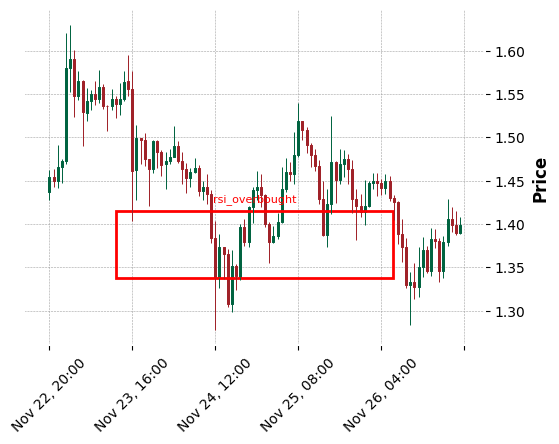 1.60
1.55
1.50
1.45
rsi_overbought
1.40
1.35
1.30
Price
Nov 22, 20:00
Nov 23, 16:00
Nov 24, 12:00
Nov 25, 08:00
Nov 26, 04:00